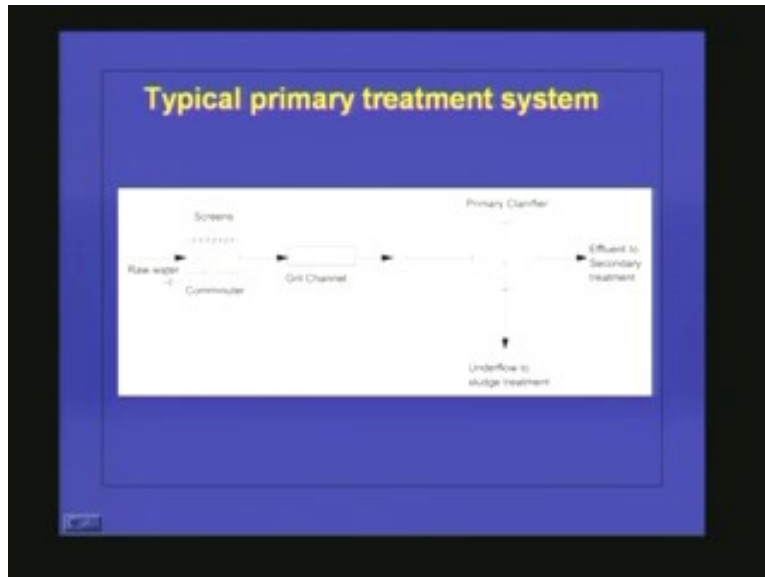 Typical primary treatment system
Primary Clarifier
Screens
Effluent to
Secondary
treatment
Raw water
Grit Channel
Comminuter
Underflow to
sludge treatment